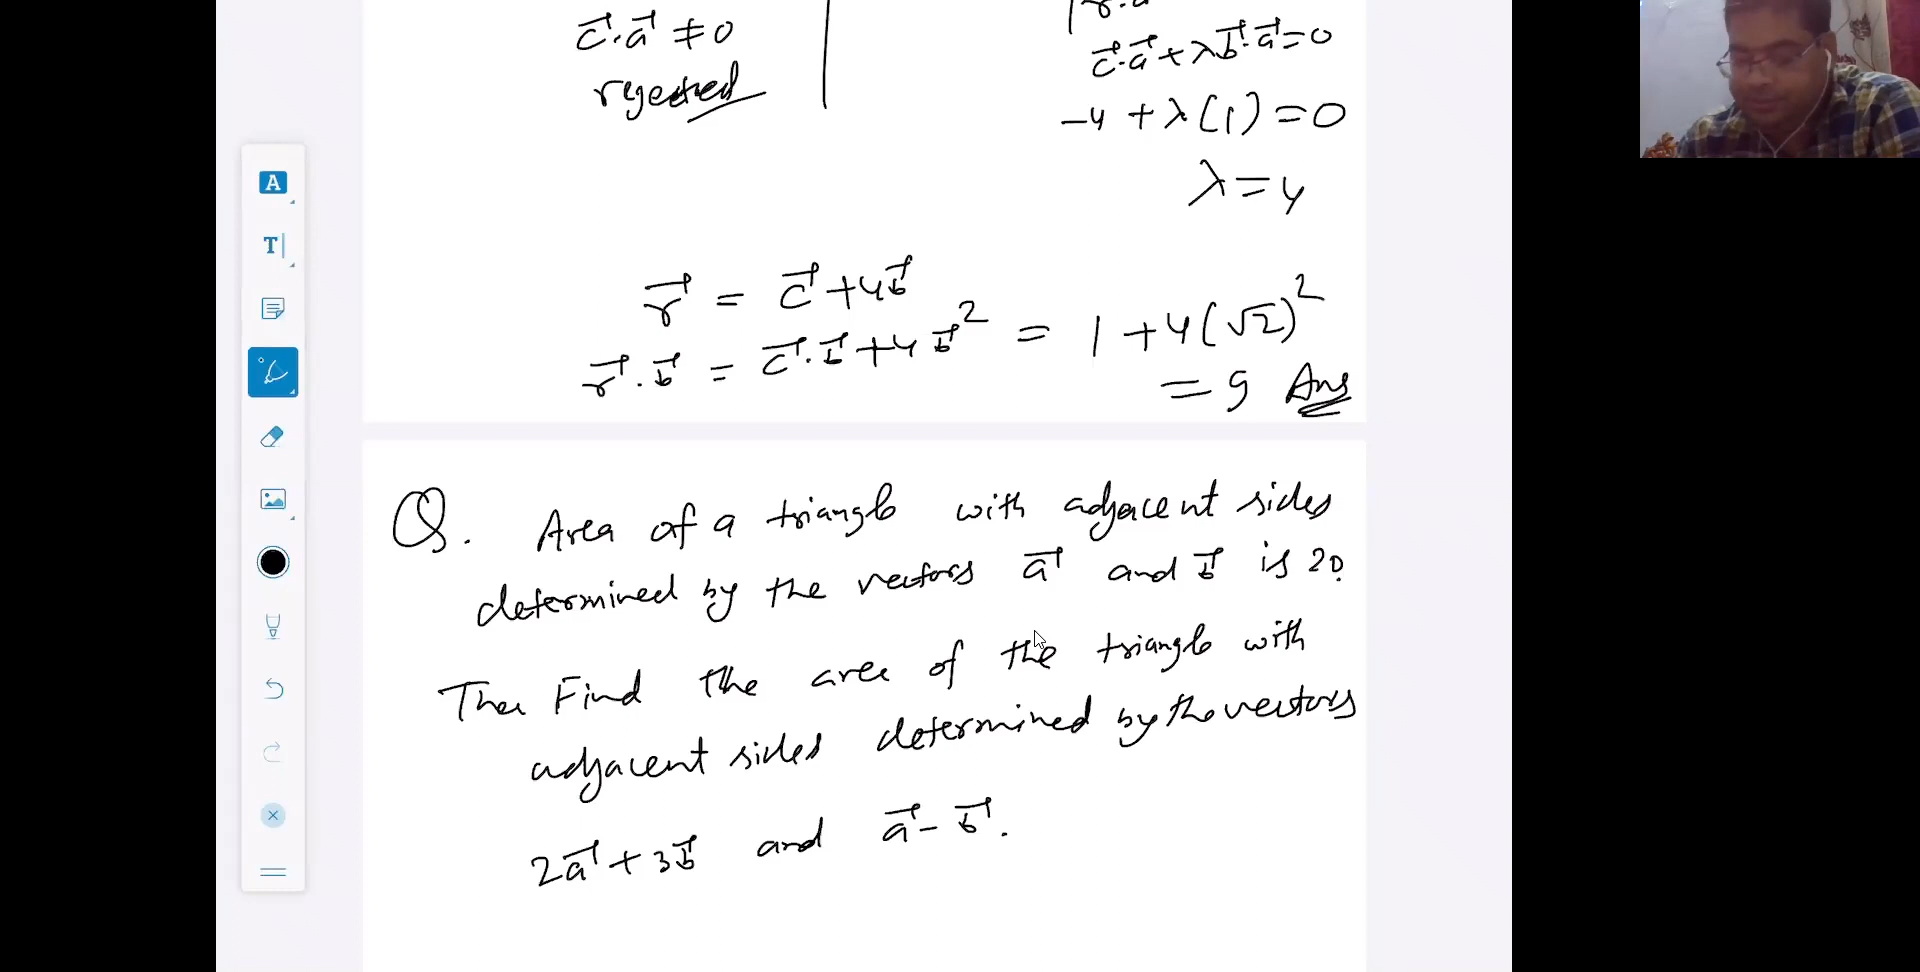 c⃗·a⃗ ≠ 0
rejected
r⃗·a⃗
c⃗·a⃗ + λb⃗·a⃗ = 0
-4 + λ(1) = 0
λ = 4
r⃗ = c⃗ + 4b⃗
r⃗·b⃗ = c⃗·b⃗ + 4b⃗² = 1 + 4(√2)²
= 9 Ans
Q. Area of a triangle with adjacent sides
determined by the vectors a⃗ and b⃗ is 20.
Then Find the area of the triangle with
adjacent sides determined by the vectors
2a⃗ + 3b⃗ and a⃗ - b⃗.
A
T